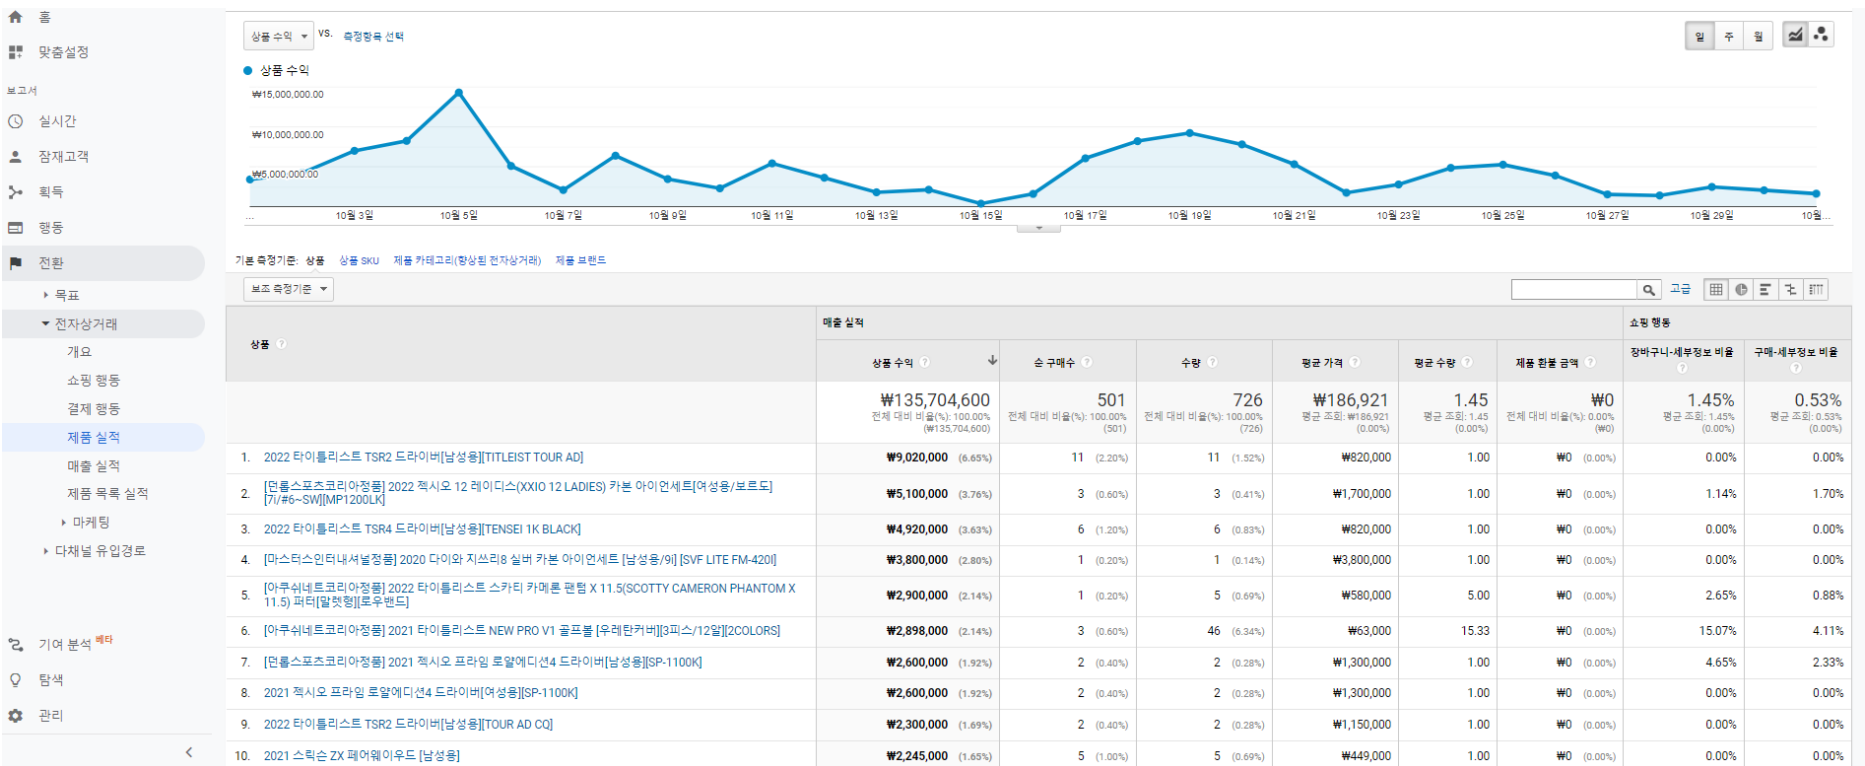 홈
맞춤설정
보고서
실시간
잠재고객
획득
행동
전환
목표
전자상거래
개요
쇼핑 행동
결제 행동
제품 실적
매출 실적
제품 목록 실적
마케팅
다채널 유입경로
기여 분석 베타
탐색
관리
상품 수익 VS. 측정항목 선택
일 주 월
상품 수익
₩15,000,000.00
₩10,000,000.00
₩5,000,000.00
... 10월 3일 10월 5일 10월 7일 10월 9일 10월 11일 10월 13일 10월 15일 10월 17일 10월 19일 10월 21일 10월 23일 10월 25일 10월 27일 10월 29일 10월...
기본 측정기준: 상품 상품 SKU 제품 카테고리(향상된 전자상거래) 제품 브랜드
보조 측정기준 고급
상품 ?
매출 실적 쇼핑 행동
상품 수익 ? 순 구매수 ? 수량 ? 평균 가격 ? 평균 수량 ? 제품 환불 금액 ? 장바구니-세부정보 비율 ? 구매-세부정보 비율 ?
₩135,704,600 501 726 ₩186,921 1.45 ₩0 1.45% 0.53%
전체 대비 비율(%): 100.00% 전체 대비 비율(%): 100.00% 전체 대비 비율(%): 100.00% 평균 조회: ₩186,921 평균 조회: 1.45 전체 대비 비율(%): 0.00% 평균 조회: 1.45% 평균 조회: 0.53%
(₩135,704,600) (501) (726) (0.00%) (0.00%) (₩0) (0.00%) (0.00%)
1. 2022 타이틀리스트 TSR2 드라이버[남성용][TITLEIST TOUR AD] ₩9,020,000 (6.65%) 11 (2.20%) 11 (1.52%) ₩820,000 1.00 ₩0 (0.00%) 0.00% 0.00%
2. [던롭스포츠코리아정품] 2022 젝시오 12 레이디스(XXIO 12 LADIES) 카본 아이언세트[여성용/보르도]
[7i/#6~SW][MP1200LK] ₩5,100,000 (3.76%) 3 (0.60%) 3 (0.41%) ₩1,700,000 1.00 ₩0 (0.00%) 1.14% 1.70%
3. 2022 타이틀리스트 TSR4 드라이버[남성용][TENSEI 1K BLACK] ₩4,920,000 (3.63%) 6 (1.20%) 6 (0.83%) ₩820,000 1.00 ₩0 (0.00%) 0.00% 0.00%
4. [마스터스인터내셔널정품] 2020 다이와 지쓰리8 실버 카본 아이언세트 [남성용/9i] [SVF LITE FM-420I] ₩3,800,000 (2.80%) 1 (0.20%) 1 (0.14%) ₩3,800,000 1.00 ₩0 (0.00%) 0.00% 0.00%
5. [아쿠쉬네트코리아정품] 2022 타이틀리스트 스카티 카메론 팬텀 X 11.5(SCOTTY CAMERON PHANTOM X
11.5) 퍼터[말렛형][로우밴드] ₩2,900,000 (2.14%) 1 (0.20%) 5 (0.69%) ₩580,000 5.00 ₩0 (0.00%) 2.65% 0.88%
6. [아쿠쉬네트코리아정품] 2021 타이틀리스트 NEW PRO V1 골프볼 [우레탄커버][3피스/12알][2COLORS] ₩2,898,000 (2.14%) 3 (0.60%) 46 (6.34%) ₩63,000 15.33 ₩0 (0.00%) 15.07% 4.11%
7. [던롭스포츠코리아정품] 2021 젝시오 프라임 로얄에디션4 드라이버[남성용][SP-1100K] ₩2,600,000 (1.92%) 2 (0.40%) 2 (0.28%) ₩1,300,000 1.00 ₩0 (0.00%) 4.65% 2.33%
8. 2021 젝시오 프라임 로얄에디션4 드라이버[여성용][SP-1100K] ₩2,600,000 (1.92%) 2 (0.40%) 2 (0.28%) ₩1,300,000 1.00 ₩0 (0.00%) 0.00% 0.00%
9. 2022 타이틀리스트 TSR2 드라이버[남성용][TOUR AD CQ] ₩2,300,000 (1.69%) 2 (0.40%) 2 (0.28%) ₩1,150,000 1.00 ₩0 (0.00%) 0.00% 0.00%
10. 2021 스릭슨 ZX 페어웨이우드 [남성용] ₩2,245,000 (1.65%) 5 (1.00%) 5 (0.69%) ₩449,000 1.00 ₩0 (0.00%) 0.00% 0.00%